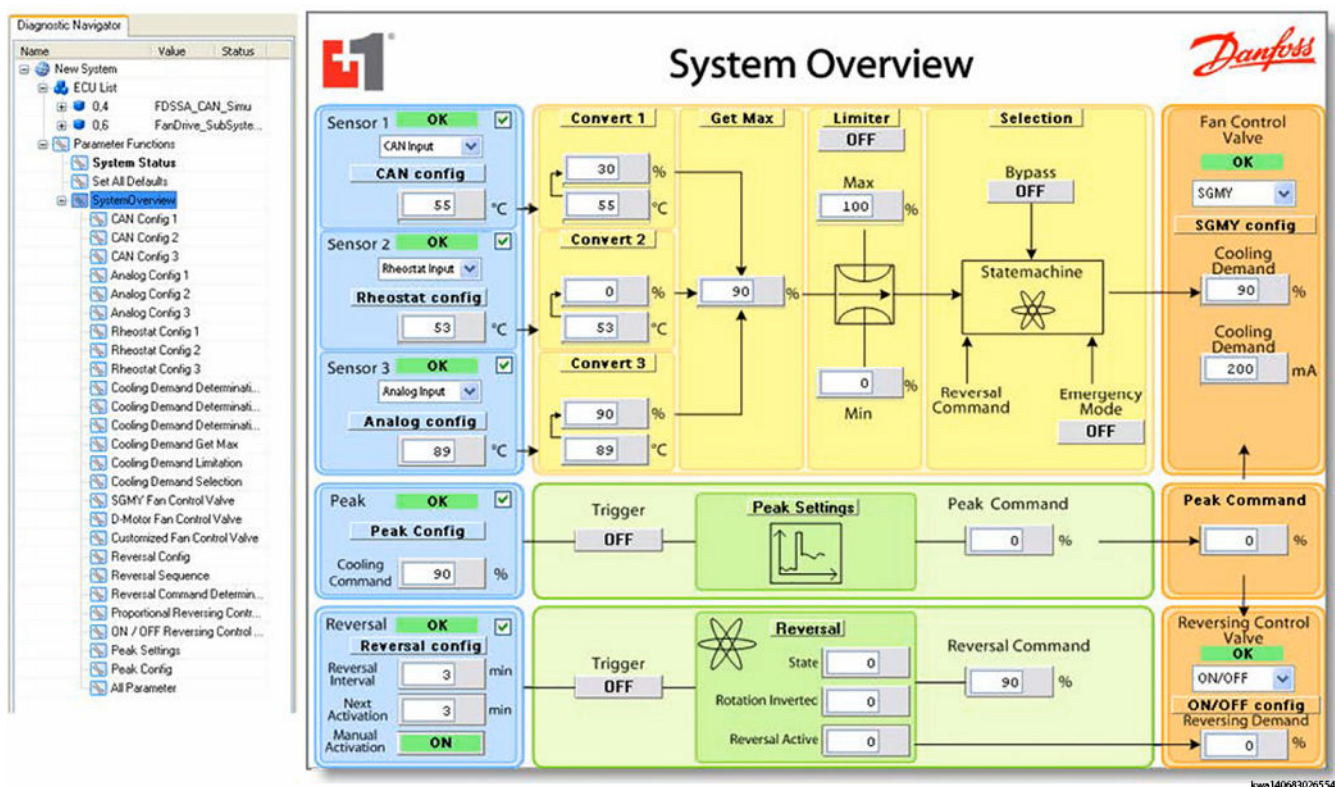 Diagnostic Navigator
Name Value Status
New System
ECU List
0,4 FDSSA_CAN_Simu
0,6 FanDrive_SubSyste...
Parameter Functions
System Status
Set All Defaults
SystemOverview
CAN Config 1
CAN Config 2
CAN Config 3
Analog Config 1
Analog Config 2
Analog Config 3
Rheostat Config 1
Rheostat Config 2
Rheostat Config 3
Cooling Demand Determinati...
Cooling Demand Determinati...
Cooling Demand Determinati...
Cooling Demand Get Max
Cooling Demand Limitation
Cooling Demand Selection
SGMY Fan Control Valve
D-Motor Fan Control Valve
Customized Fan Control Valve
Reversal Config
Reversal Sequence
Reversal Command Determin...
Proportional Reversing Contr...
ON / OFF Reversing Control ...
Peak Settings
Peak Config
All Parameter
+1
System Overview
Danfoss
Sensor 1 OK
CAN Input
CAN config
55 °C
Sensor 2 OK
Rheostat Input
Rheostat config
53 °C
Sensor 3 OK
Analog Input
Analog config
89 °C
Convert 1
30 %
55 °C
Convert 2
0 %
53 °C
Convert 3
90 %
89 °C
Get Max
90 %
Limiter
OFF
Max
100 %
0 %
Min
Selection
Bypass
OFF
Statemachine
Reversal
Command
Emergency
Mode
OFF
Fan Control
Valve
OK
SGMY
SGMY config
Cooling
Demand
90 %
Cooling
Demand
200 mA
Peak OK
Peak Config
Cooling
Command 90 %
Trigger
OFF
Peak Settings
Peak Command
0 %
Peak Command
0 %
Reversal OK
Reversal config
Reversal
Interval 3 min
Next
Activation 3 min
Manual
Activation ON
Trigger
OFF
Reversal
State 0
Rotation Invertec 0
Reversal Active 0
Reversal Command
90 %
Reversing Control
Valve
OK
ON/OFF
ON/OFF config
Reversing Demand
0 %